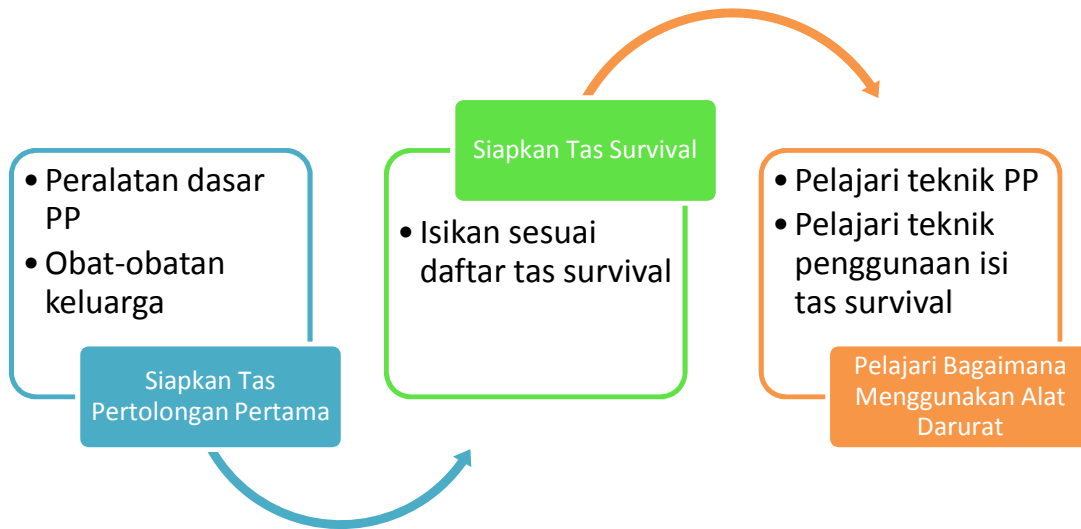 • Peralatan dasar
PP
• Obat-obatan
keluarga
Siapkan Tas
Pertolongan Pertama
Siapkan Tas Survival
• Isikan sesuai
daftar tas survival
• Pelajari teknik PP
• Pelajari teknik
penggunaan isi
tas survival
Pelajari Bagaimana
Menggunakan Alat
Darurat